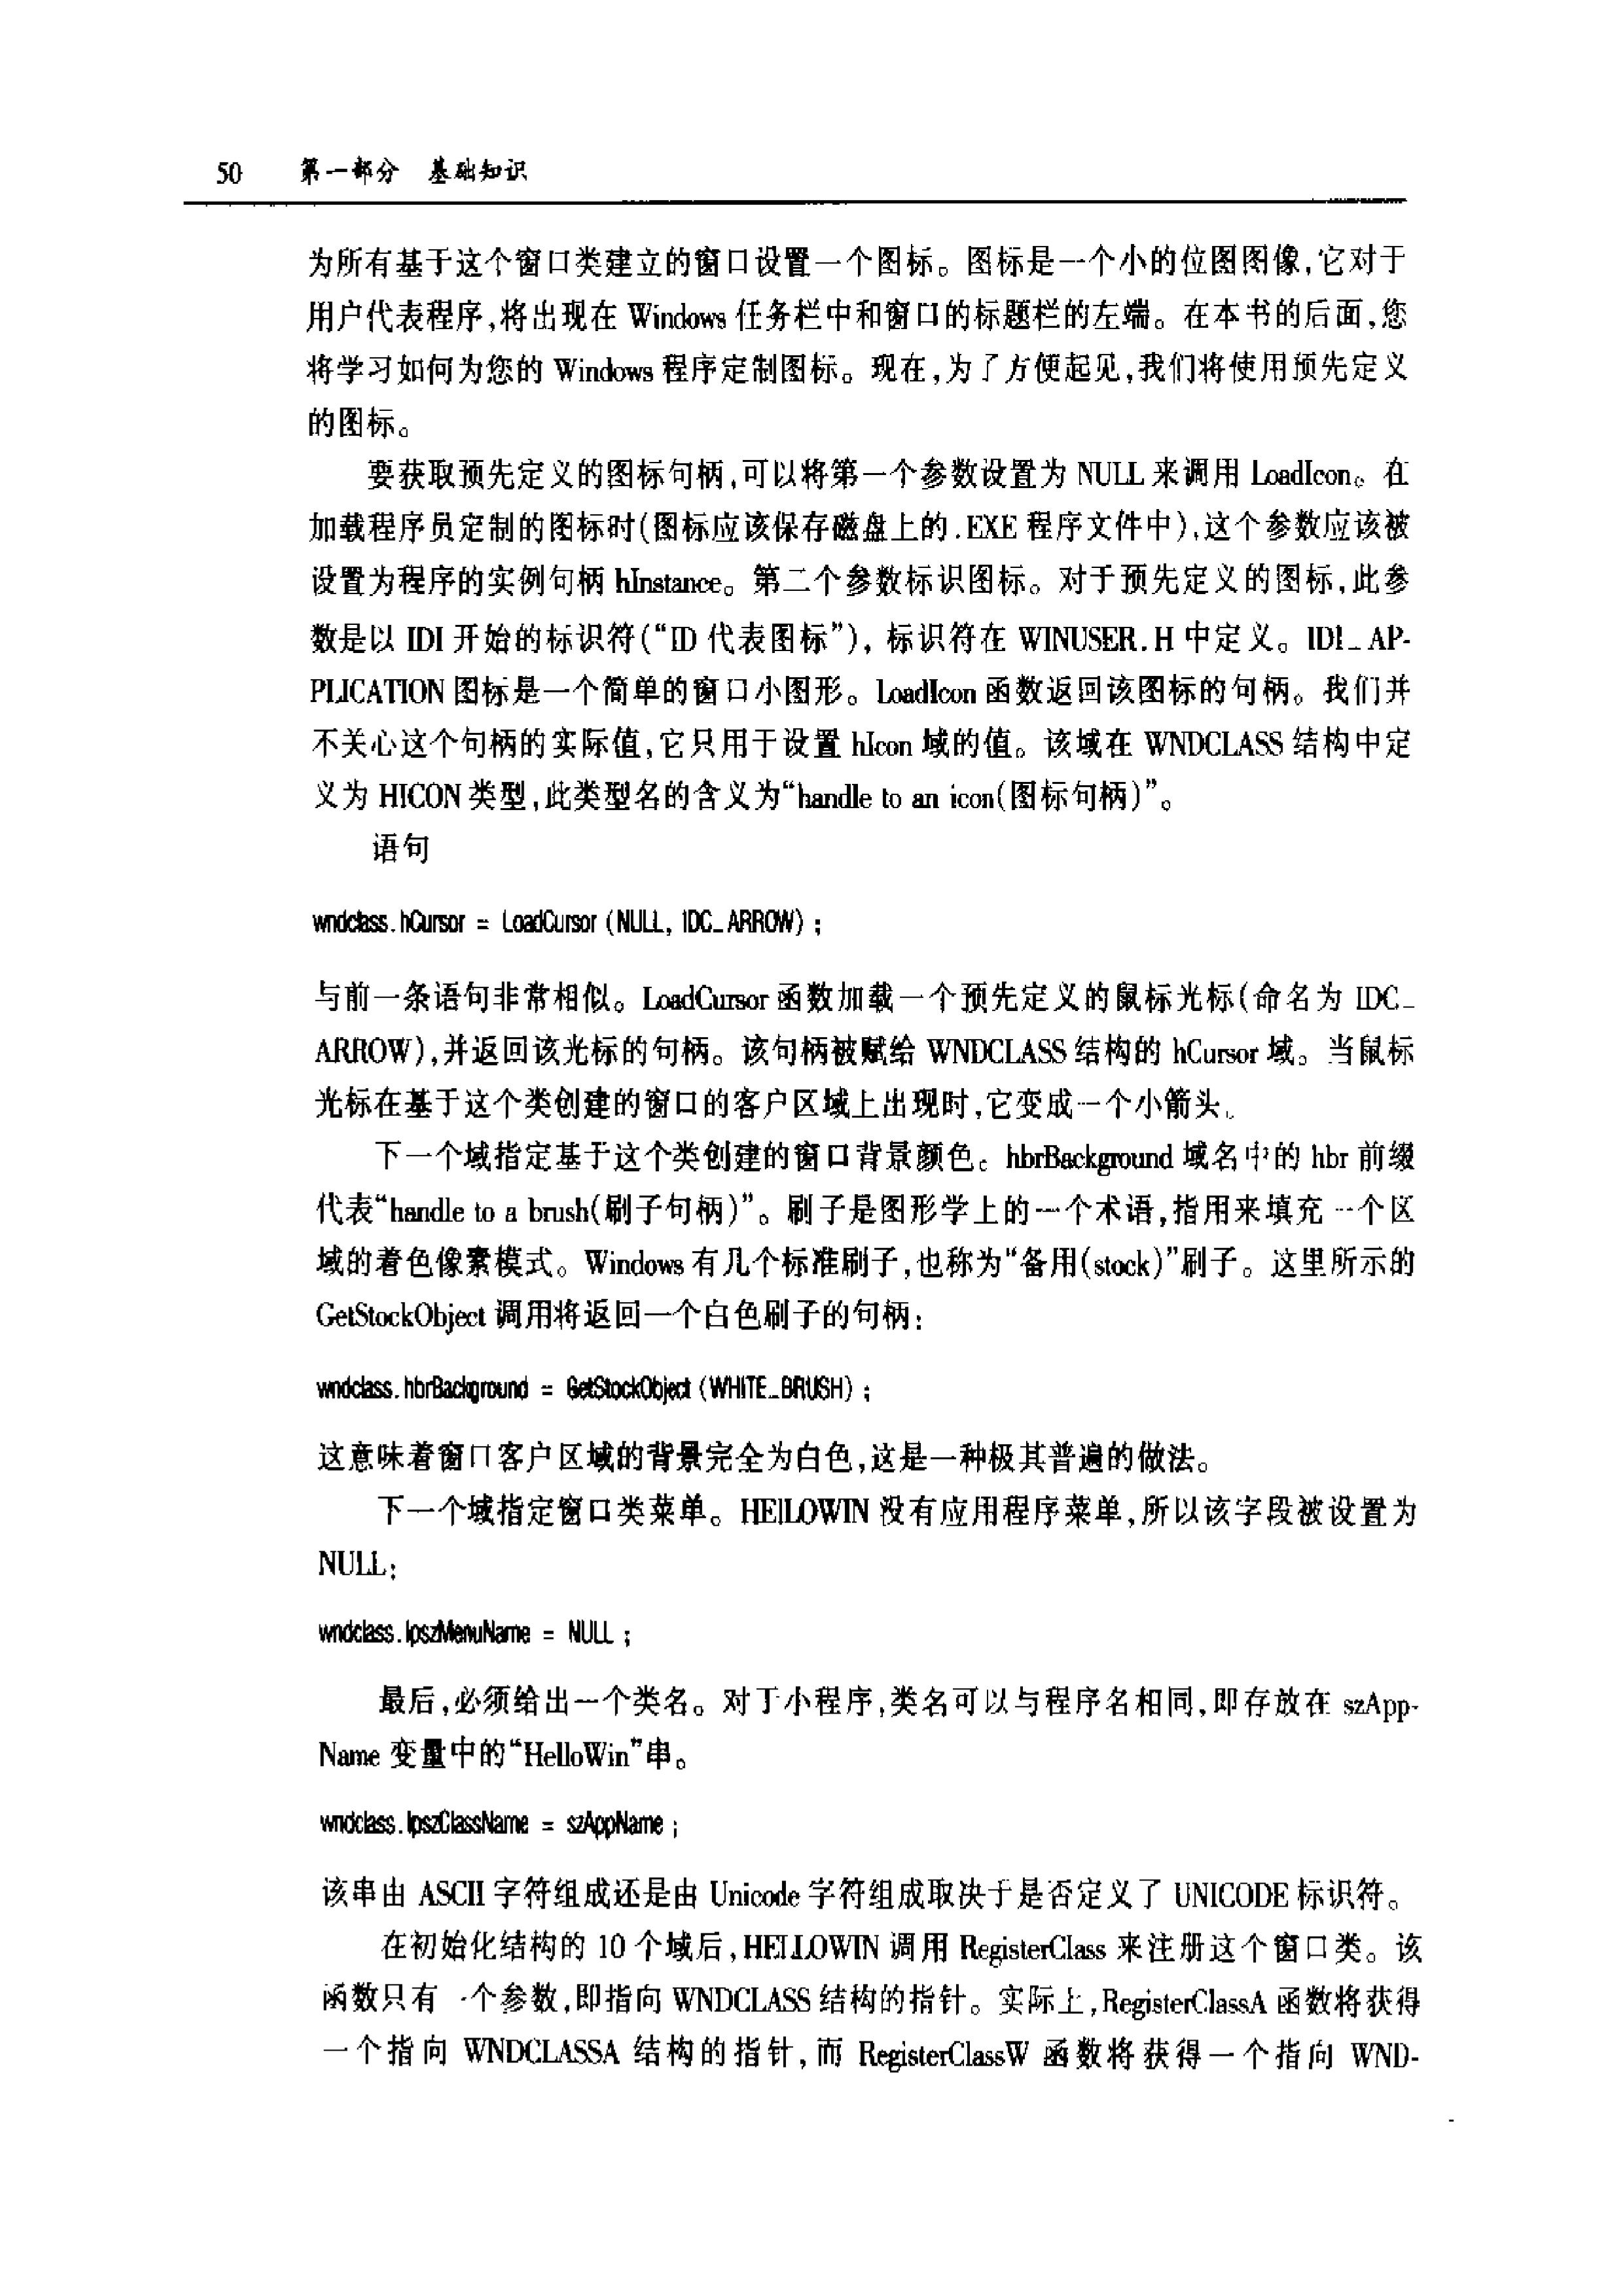 50 第一部分 基础知识
为所有基于这个窗口类建立的窗口设置一个图标。图标是一个小的位图图像,它对于
用户代表程序,将出现在 Windows 任务栏中和窗口的标题栏的左端。在本书的后面,您
将学习如何为您的 Windows 程序定制图标。现在,为了方便起见,我们将使用预先定义
的图标。
要获取预先定义的图标句柄,可以将第一个参数设置为 NULL 来调用 LoadIcon。在
加载程序员定制的图标时(图标应该保存磁盘上的.EXE 程序文件中),这个参数应该被
设置为程序的实例句柄 hInstance。第二个参数标识图标。对于预先定义的图标,此参
数是以 IDI 开始的标识符(“ID 代表图标”),标识符在 WINUSER.H 中定义。IDI_AP-
PLICATION 图标是一个简单的窗口小图形。LoadIcon 函数返回该图标的句柄。我们并
不关心这个句柄的实际值,它只用于设置 hIcon 域的值。该域在 WNDCLASS 结构中定
义为 HICON 类型,此类型名的含义为“handle to an icon(图标句柄)”。
语句
wndclass.hCursor = LoadCursor (NULL, IDC_ARROW) ;
与前一条语句非常相似。LoadCursor 函数加载一个预先定义的鼠标光标(命名为 IDC_
ARROW),并返回该光标的句柄。该句柄被赋给 WNDCLASS 结构的 hCursor 域。当鼠标
光标在基于这个类创建的窗口的客户区域上出现时,它变成一个小箭头。
下一个域指定基于这个类创建的窗口背景颜色。hbrBackground 域名中的 hbr 前缀
代表“handle to a brush(刷子句柄)”。刷子是图形学上的一个术语,指用来填充一个区
域的着色像素模式。Windows 有几个标准刷子,也称为“备用(stock)”刷子。这里所示的
GetStockObject 调用将返回一个白色刷子的句柄:
wndclass.hbrBackground = GetStockObject (WHITE_BRUSH) ;
这意味着窗口客户区域的背景完全为白色,这是一种极其普遍的做法。
下一个域指定窗口类菜单。HELLOWIN 没有应用程序菜单,所以该字段被设置为
NULL:
wndclass.lpszMenuName = NULL ;
最后,必须给出一个类名。对于小程序,类名可以与程序名相同,即存放在 szApp-
Name 变量中的“HelloWin”串。
wndclass.lpszClassName = szAppName ;
该串由 ASCII 字符组成还是由 Unicode 字符组成取决于是否定义了 UNICODE 标识符。
在初始化结构的 10 个域后,HELLOWIN 调用 RegisterClass 来注册这个窗口类。该
函数只有一个参数,即指向 WNDCLASS 结构的指针。实际上,RegisterClassA 函数将获得
一个指向 WNDCLASSA 结构的指针,而 RegisterClassW 函数将获得一个指向 WND-